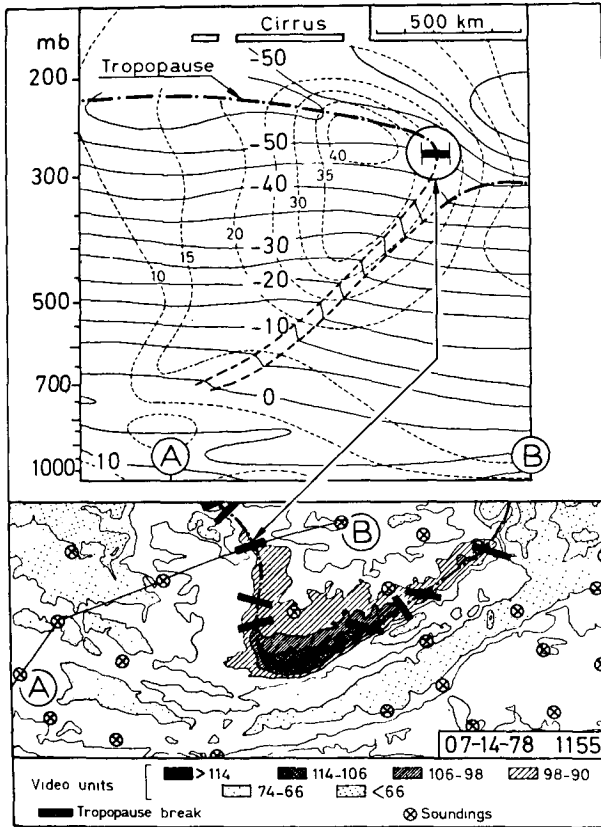 Cirrus
500 km
mb
-50
200
Tropopause
-50
40
300
-40
35
30
20
-30
15
10
-20
500
-10
700
0
A
B
1000
-10
B
A
07-14-78 1155
Video units
>114
114-106
106-98
98-90
74-66
<66
Tropopause break
Soundings